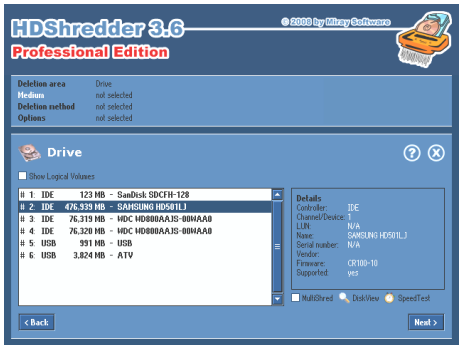 HDShredder 3.6
© 2008 by Miray Software
Professional Edition
Deletion area Drive
Medium not selected
Deletion method not selected
Options not selected
Drive
Show Logical Volumes
# 1: IDE 123 MB - SanDisk SDCFH-128
# 2: IDE 476,939 MB - SAMSUNG HD501LJ
# 3: IDE 76,319 MB - WDC WD800AAJS-00WAA0
# 4: IDE 76,320 MB - WDC WD800AAJS-00WAA0
# 5: USB 991 MB - USB
# 6: USB 3.824 MB - ATV
Details
Controller: IDE
Channel/Device: 1
LUN: N/A
Name: SAMSUNG HD501LJ
Serial number: N/A
Vendor:
Firmware: CR100-10
Supported: yes
MultiShred DiskView SpeedTest
< Back
Next >